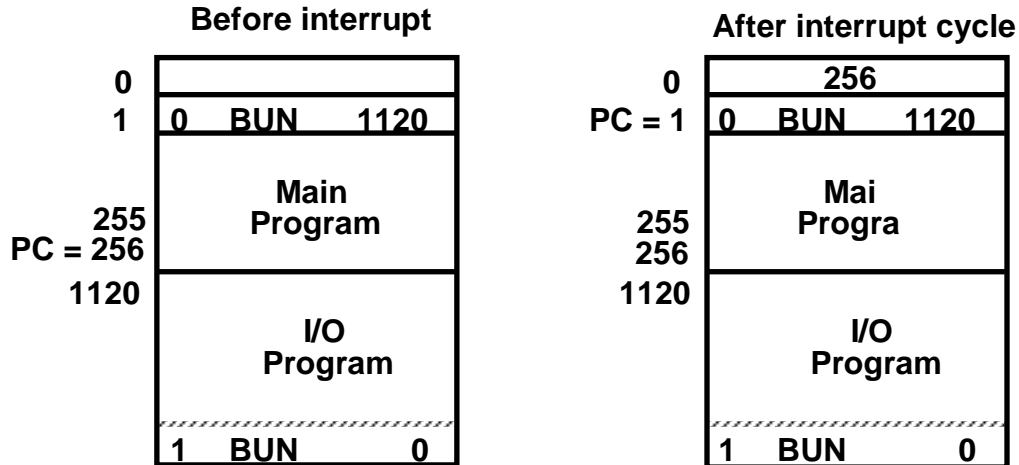 Before interrupt
0
1 0 BUN 1120
Main
Program
255
PC = 256
1120
I/O
Program
1 BUN 0
After interrupt cycle
0 256
PC = 1 0 BUN 1120
Mai
Progra
255
256
1120
I/O
Program
1 BUN 0